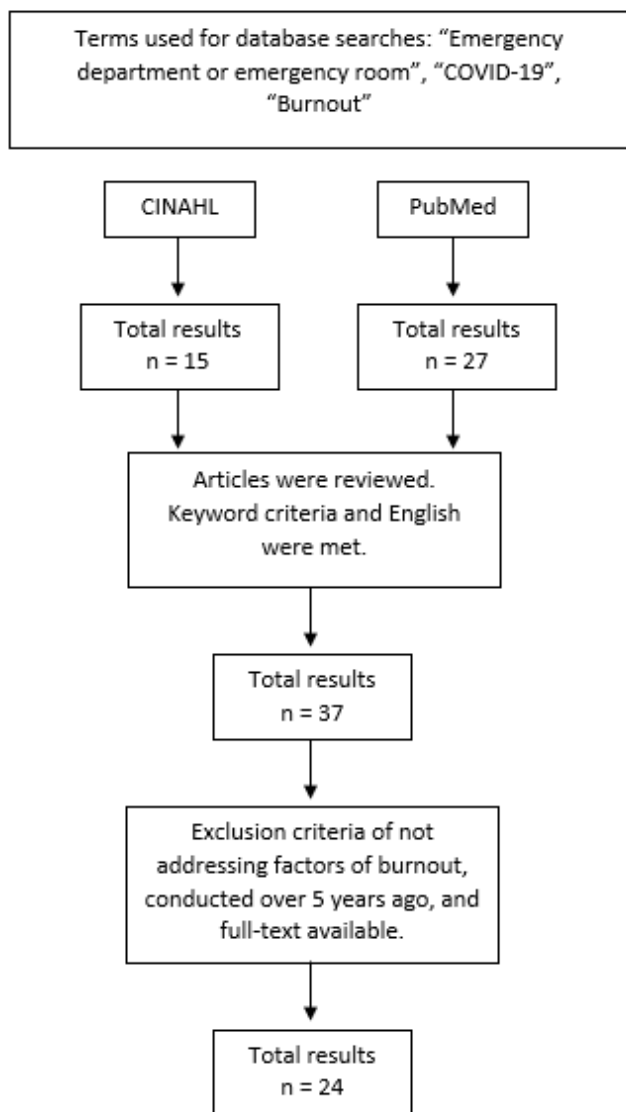 Terms used for database searches: “Emergency
department or emergency room”, “COVID-19”,
“Burnout”
CINAHL
PubMed
Total results
n = 15
Total results
n = 27
Articles were reviewed.
Keyword criteria and English
were met.
Total results
n = 37
Exclusion criteria of not
addressing factors of burnout,
conducted over 5 years ago, and
full-text available.
Total results
n = 24